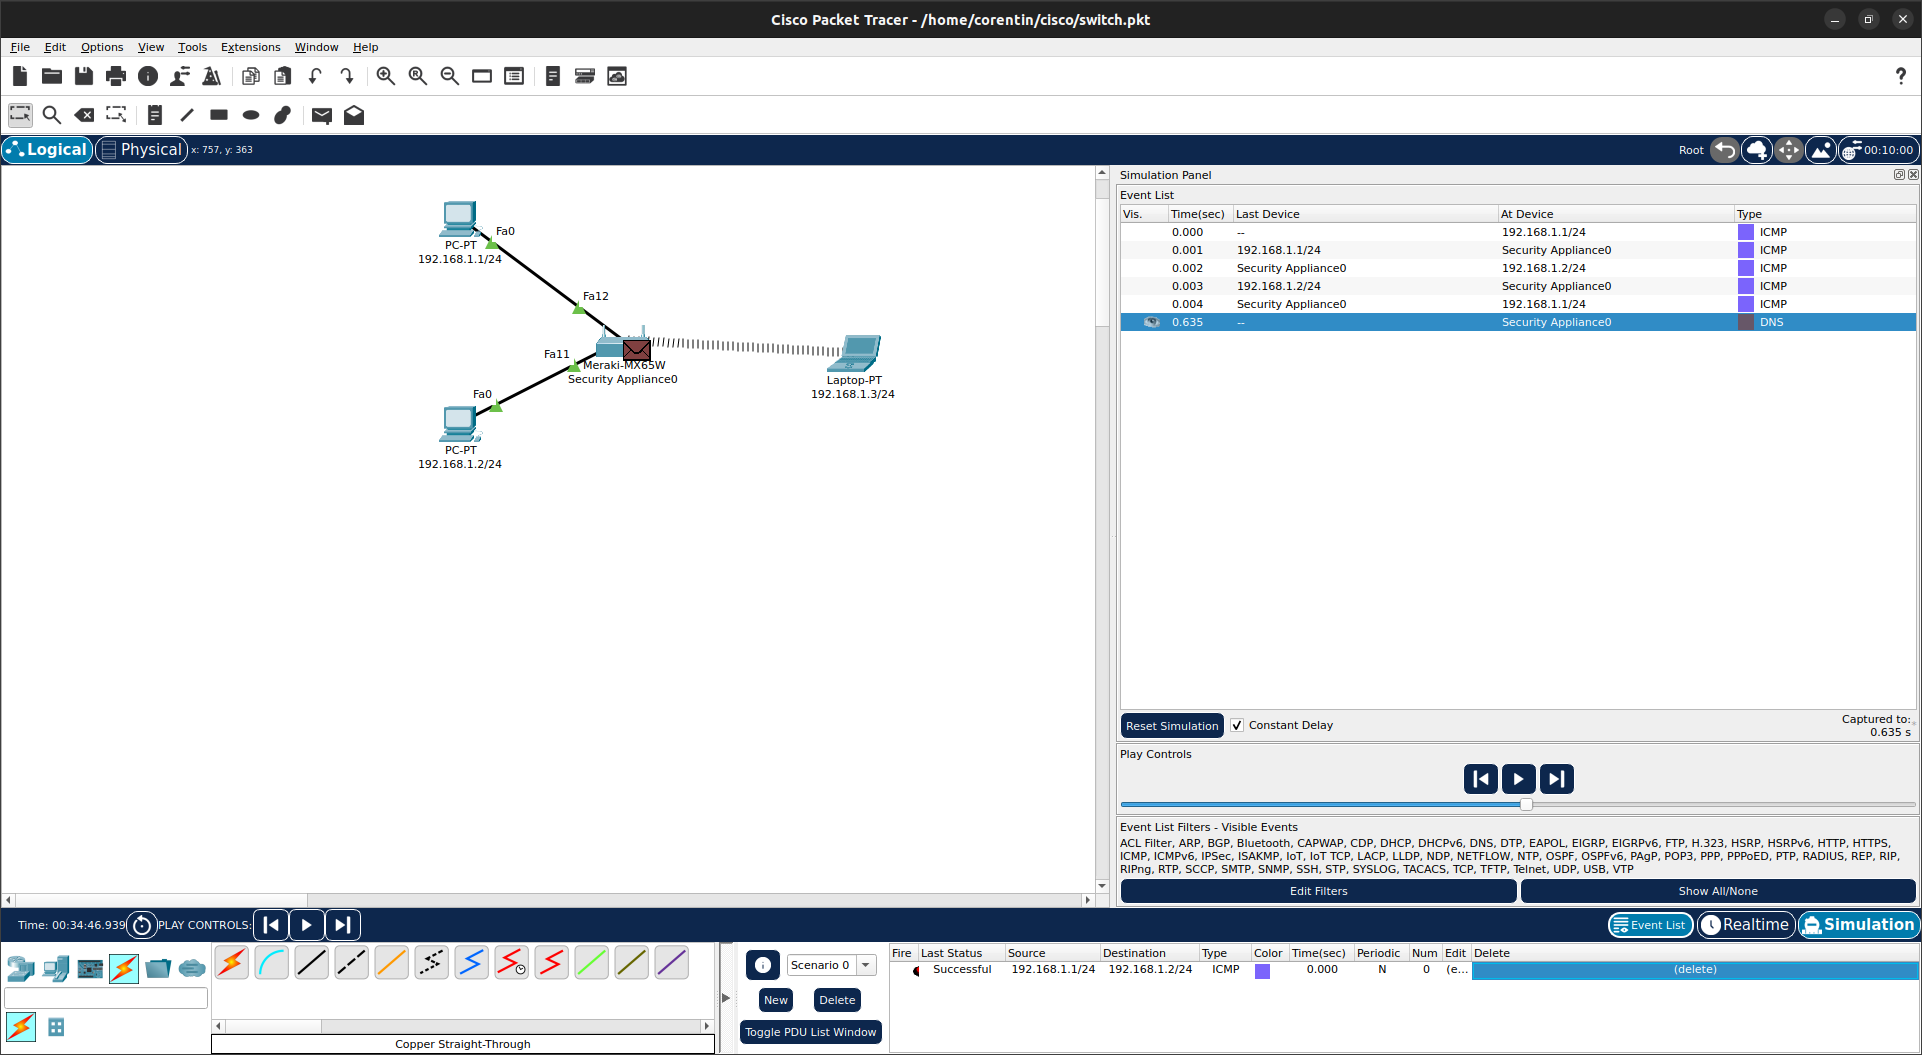 Cisco Packet Tracer - /home/corentin/cisco/switch.pkt
File Edit Options View Tools Extensions Window Help
?
Logical Physical x: 757, y: 363 Root 00:10:00
Fa0
PC-PT
192.168.1.1/24
Fa12
Fa11
Meraki-MX65W
Security Appliance0
Laptop-PT
192.168.1.3/24
Fa0
PC-PT
192.168.1.2/24
Simulation Panel
Event List
Vis. Time(sec) Last Device At Device Type
0.000 -- 192.168.1.1/24 ICMP
0.001 192.168.1.1/24 Security Appliance0 ICMP
0.002 Security Appliance0 192.168.1.2/24 ICMP
0.003 192.168.1.2/24 Security Appliance0 ICMP
0.004 Security Appliance0 192.168.1.1/24 ICMP
0.635 -- Security Appliance0 DNS
Reset Simulation Constant Delay Captured to:
0.635 s
Play Controls
Event List Filters - Visible Events
ACL Filter, ARP, BGP, Bluetooth, CAPWAP, CDP, DHCP, DHCPv6, DNS, DTP, EAPOL, EIGRP, EIGRPv6, FTP, H.323, HSRP, HSRPv6, HTTP, HTTPS,
ICMP, ICMPv6, IPSec, ISAKMP, IoT, IoT TCP, LACP, LLDP, NDP, NETFLOW, NTP, OSPF, OSPFv6, PAgP, POP3, PPP, PPPoED, PTP, RADIUS, REP, RIP,
RIPng, RTP, SCCP, SMTP, SNMP, SSH, STP, SYSLOG, TACACS, TCP, TFTP, Telnet, UDP, USB, VTP
Edit Filters Show All/None
Time: 00:34:46.939 PLAY CONTROLS: Event List Realtime Simulation
Copper Straight-Through
Scenario 0
New Delete
Toggle PDU List Window
Fire Last Status Source Destination Type Color Time(sec) Periodic Num Edit Delete
Successful 192.168.1.1/24 192.168.1.2/24 ICMP 0.000 N 0 (e... (delete)